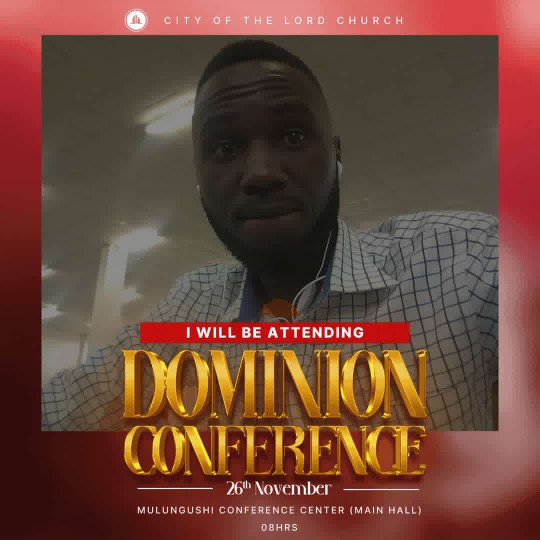 CITY OF THE LORD CHURCH
I WILL BE ATTENDING
DOMINION
CONFERENCE
26th November
MULUNGUSHI CONFERENCE CENTER (MAIN HALL)
08HRS